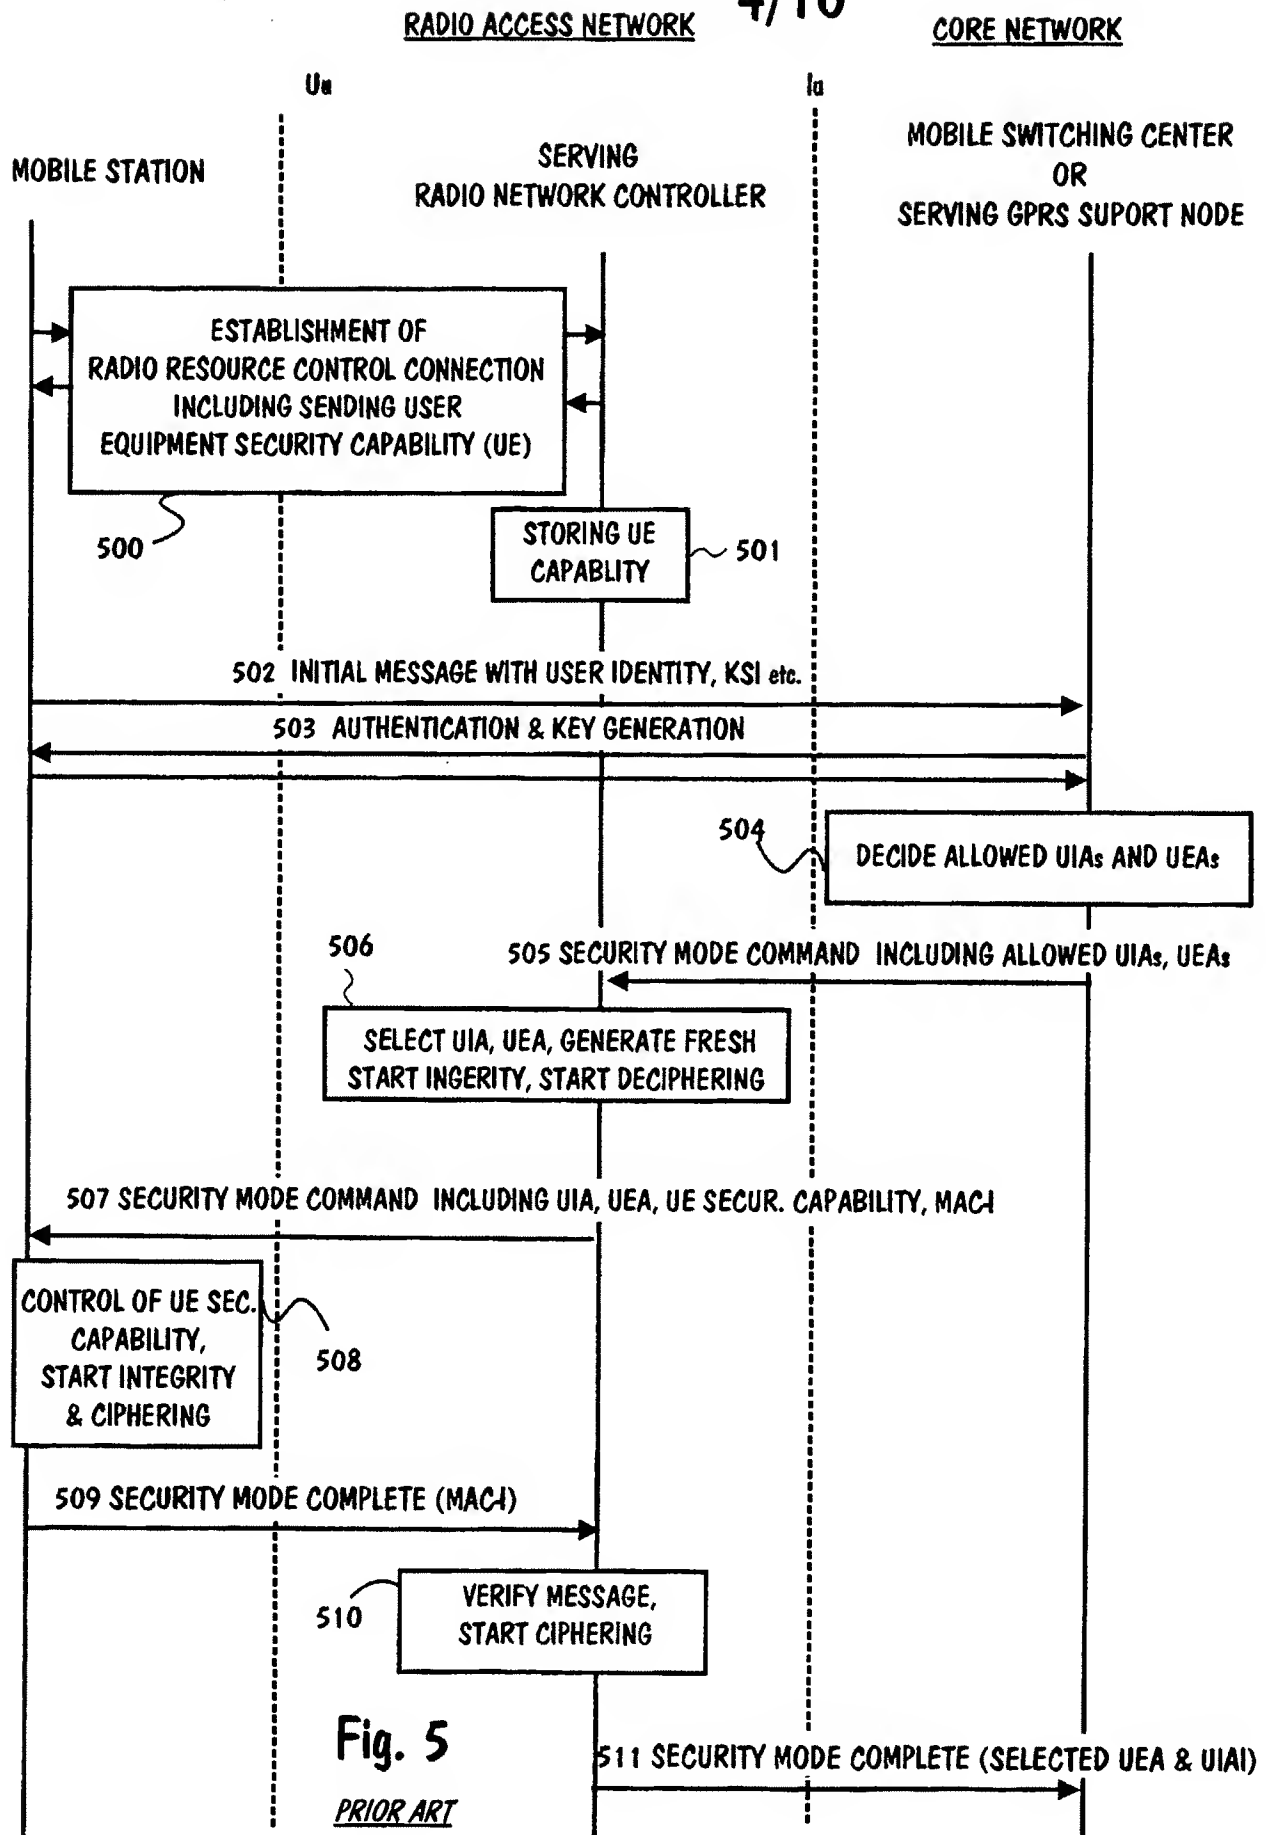 4/10
RADIO ACCESS NETWORK
CORE NETWORK
Uu
Iu
MOBILE STATION
SERVING
RADIO NETWORK CONTROLLER
MOBILE SWITCHING CENTER
OR
SERVING GPRS SUPORT NODE
ESTABLISHMENT OF
RADIO RESOURCE CONTROL CONNECTION
INCLUDING SENDING USER
EQUIPMENT SECURITY CAPABILITY (UE)
500
STORING UE
CAPABLITY
501
502 INITIAL MESSAGE WITH USER IDENTITY, KSI etc.
503 AUTHENTICATION & KEY GENERATION
504
DECIDE ALLOWED UIAs AND UEAs
505 SECURITY MODE COMMAND INCLUDING ALLOWED UIAs, UEAs
506
SELECT UIA, UEA, GENERATE FRESH
START INGERITY, START DECIPHERING
507 SECURITY MODE COMMAND INCLUDING UIA, UEA, UE SECUR. CAPABILITY, MAC-I
CONTROL OF UE SEC.
CAPABILITY,
START INTEGRITY
& CIPHERING
508
509 SECURITY MODE COMPLETE (MAC-I)
VERIFY MESSAGE,
START CIPHERING
510
511 SECURITY MODE COMPLETE (SELECTED UEA & UIAI)
Fig. 5
PRIOR ART